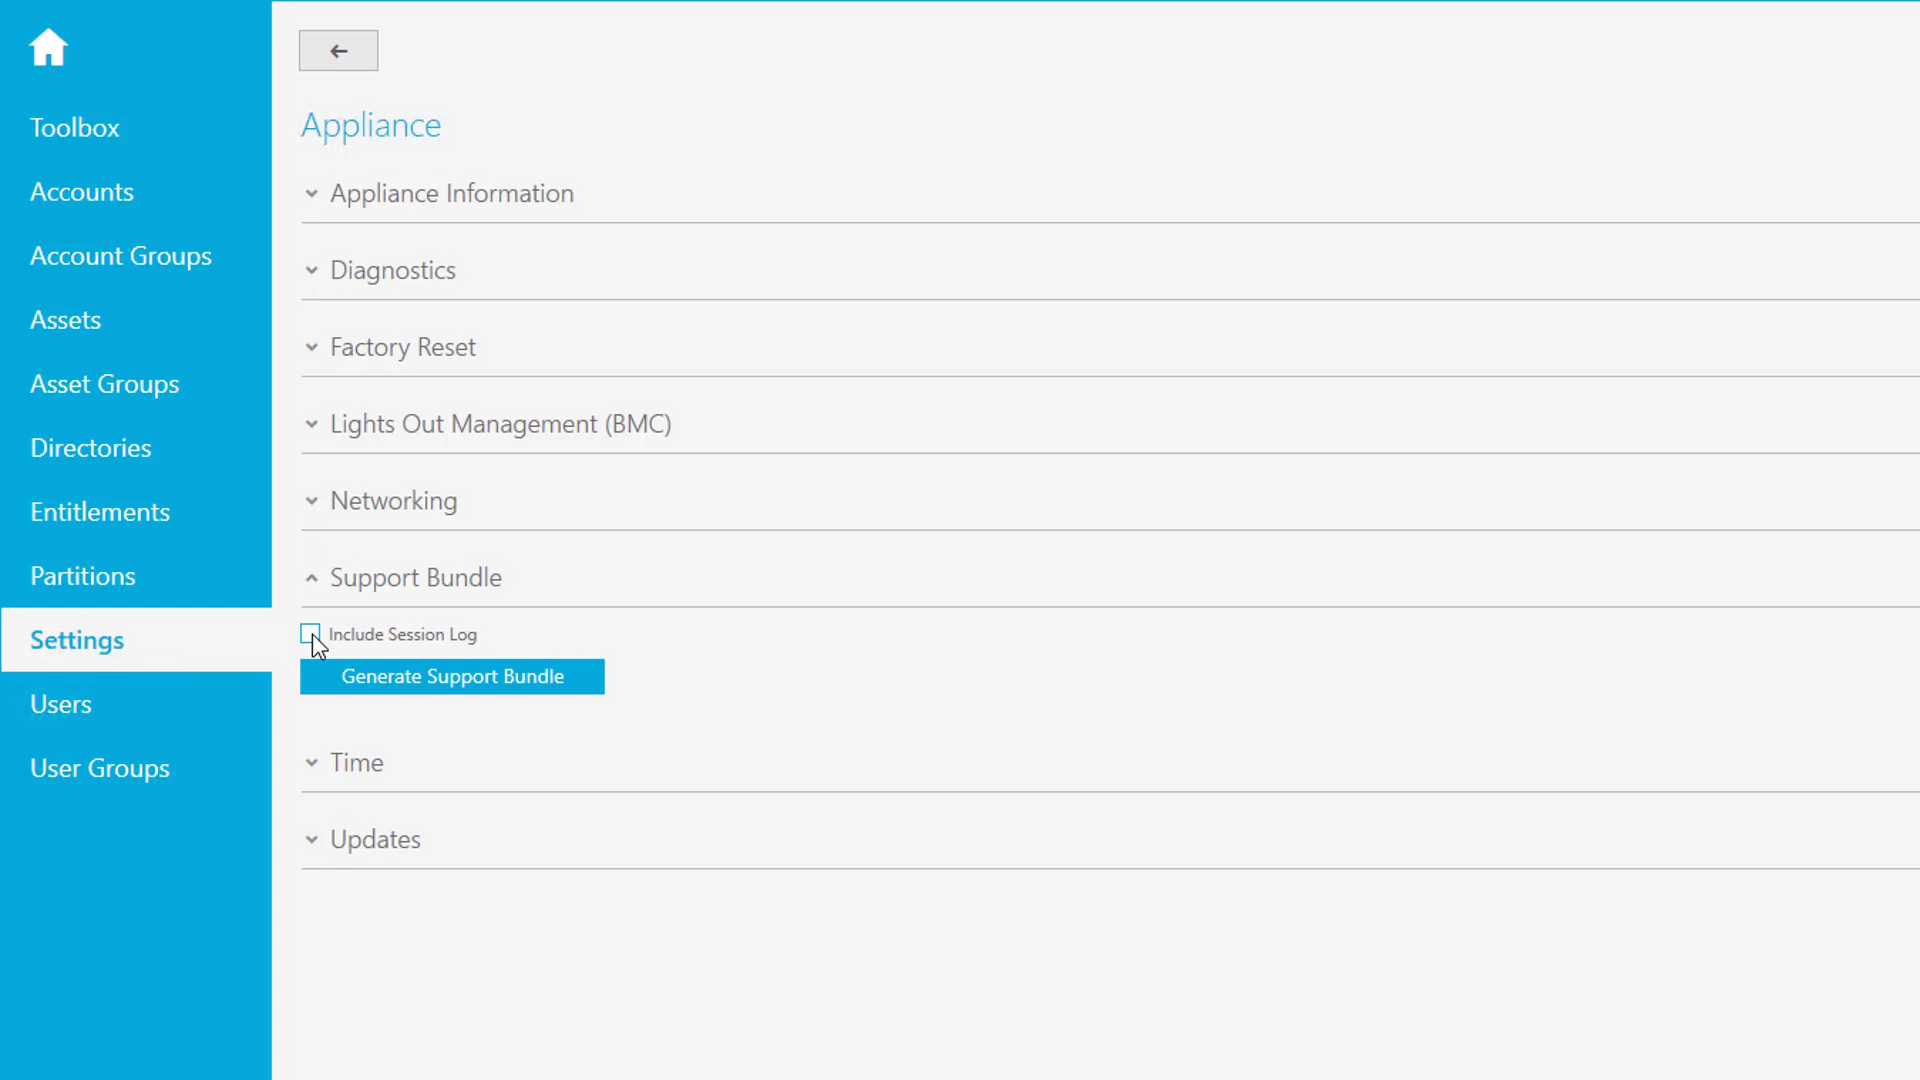 Toolbox
Accounts
Account Groups
Assets
Asset Groups
Directories
Entitlements
Partitions
Settings
Users
User Groups
Appliance
Appliance Information
Diagnostics
Factory Reset
Lights Out Management (BMC)
Networking
Support Bundle
Include Session Log
Generate Support Bundle
Time
Updates